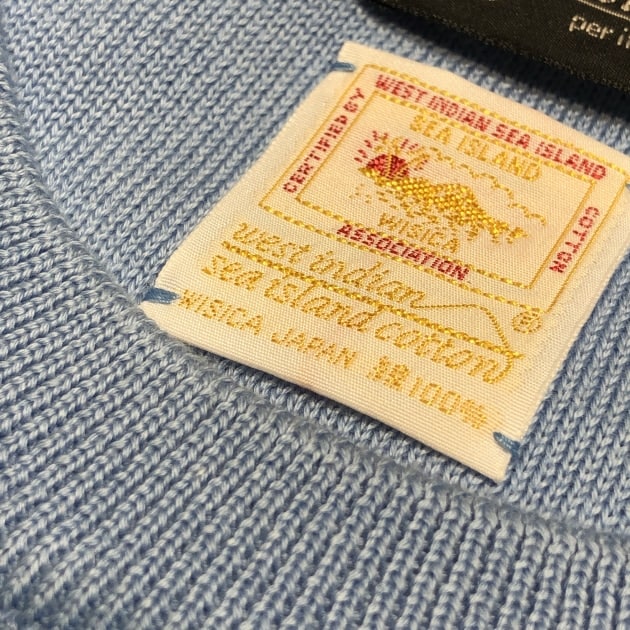 per i
CERTIFIED BY
WEST INDIAN SEA ISLAND
COTTON
SEA ISLAND
WISICA
ASSOCIATION
west indian
sea island cotton®
WISICA JAPAN 綿100%